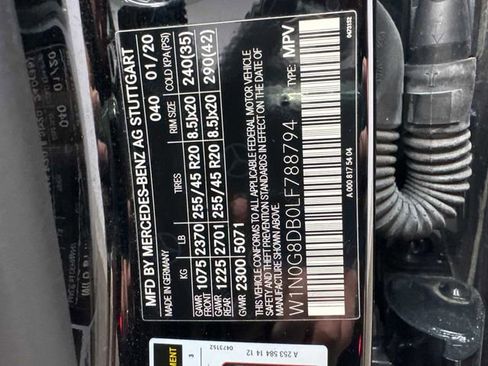 MFD BY MERCEDES-BENZ AG STUTTGART
MADE IN GERMANY 040 01/20
KG LB TIRES RIM SIZE COLD KPA(PSI)
GAWR FRONT 1075 2370 255/45 R20 8.5Jx20 240(35)
GAWR REAR 1225 2701 255/45 R20 8.5Jx20 290(42)
GVWR 2300 5071
THIS VEHICLE CONFORMS TO ALL APPLICABLE FEDERAL MOTOR VEHICLE
SAFETY AND THEFT PREVENTION STANDARDS IN EFFECT ON THE DATE OF
MANUFACTURE SHOWN ABOVE.
W1N0G8DB0LF788794 TYPE: MPV
A 000 817 54 04
0473152
A 253 584 14 12
0473152
3